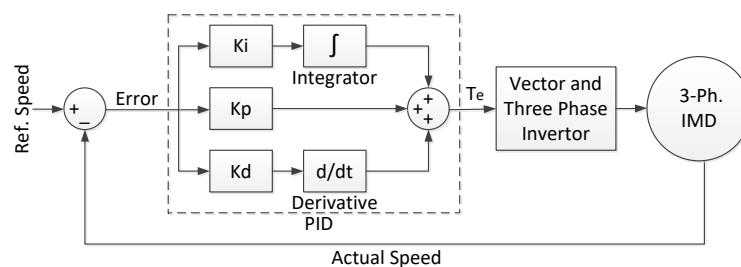 Ref. Speed
+
−
Error
Ki
∫
Integrator
Kp
Kd
d/dt
Derivative
PID
+
+
+
Te
Vector and
Three Phase
Invertor
3-Ph.
IMD
Actual Speed